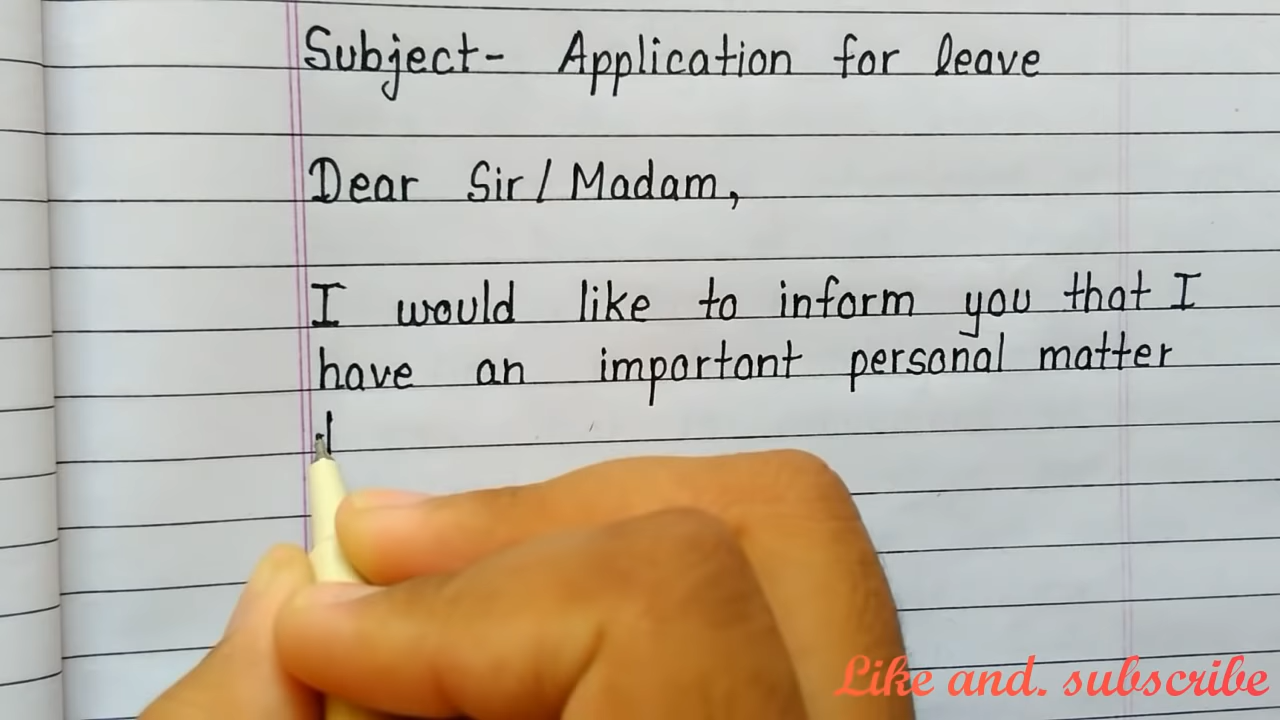 Subject- Application for leave
Dear Sir/Madam,
I would like to inform you that I
have an important personal matter
Like and. subscribe